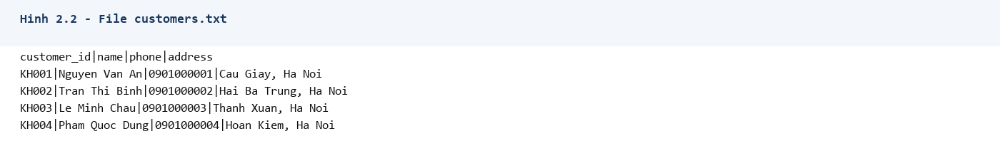 Hinh 2.2 - File customers.txt
customer_id|name|phone|address
KH001|Nguyen Van An|0901000001|Cau Giay, Ha Noi
KH002|Tran Thi Binh|0901000002|Hai Ba Trung, Ha Noi
KH003|Le Minh Chau|0901000003|Thanh Xuan, Ha Noi
KH004|Pham Quoc Dung|0901000004|Hoan Kiem, Ha Noi